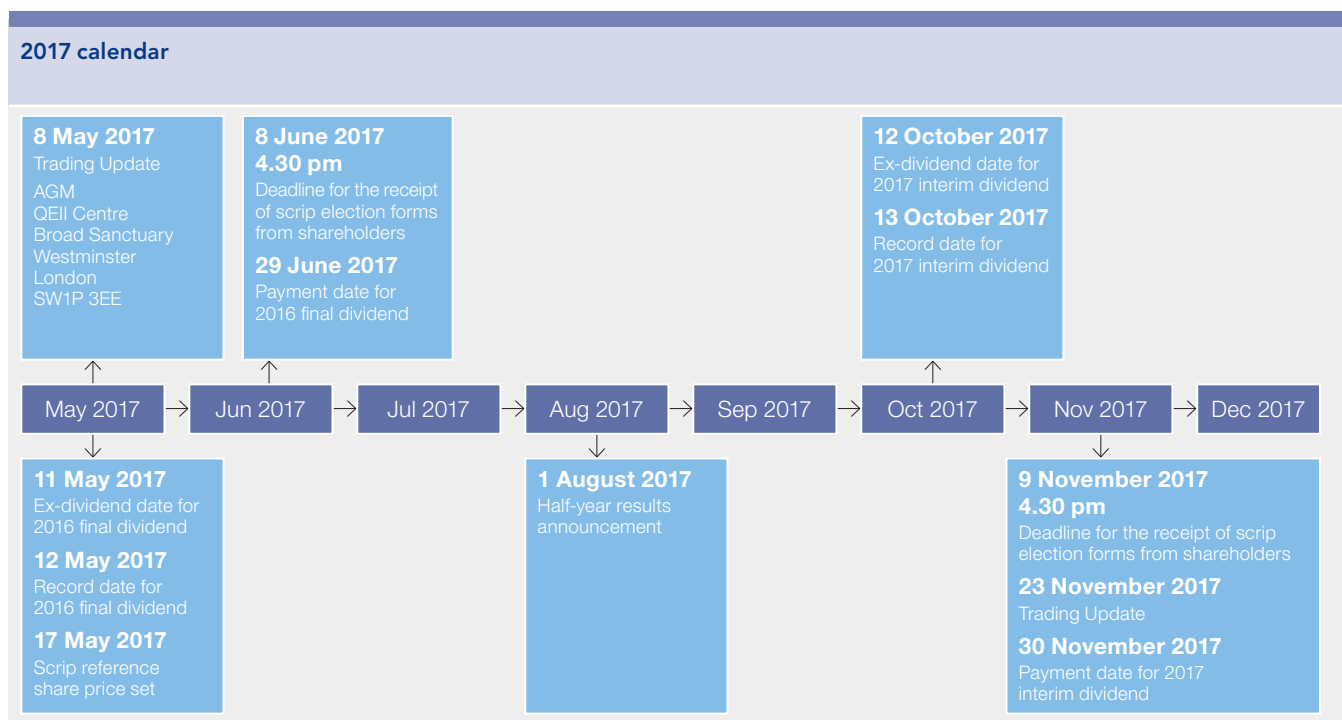 2017 calendar
8 May 2017
Trading Update
AGM
QEII Centre
Broad Sanctuary
Westminster
London
SW1P 3EE
8 June 2017
4.30 pm
Deadline for the receipt
of scrip election forms
from shareholders
29 June 2017
Payment date for
2016 final dividend
12 October 2017
Ex-dividend date for
2017 interim dividend
13 October 2017
Record date for
2017 interim dividend
May 2017
Jun 2017
Jul 2017
Aug 2017
Sep 2017
Oct 2017
Nov 2017
Dec 2017
11 May 2017
Ex-dividend date for
2016 final dividend
12 May 2017
Record date for
2016 final dividend
17 May 2017
Scrip reference
share price set
1 August 2017
Half-year results
announcement
9 November 2017
4.30 pm
Deadline for the receipt of scrip
election forms from shareholders
23 November 2017
Trading Update
30 November 2017
Payment date for 2017
interim dividend